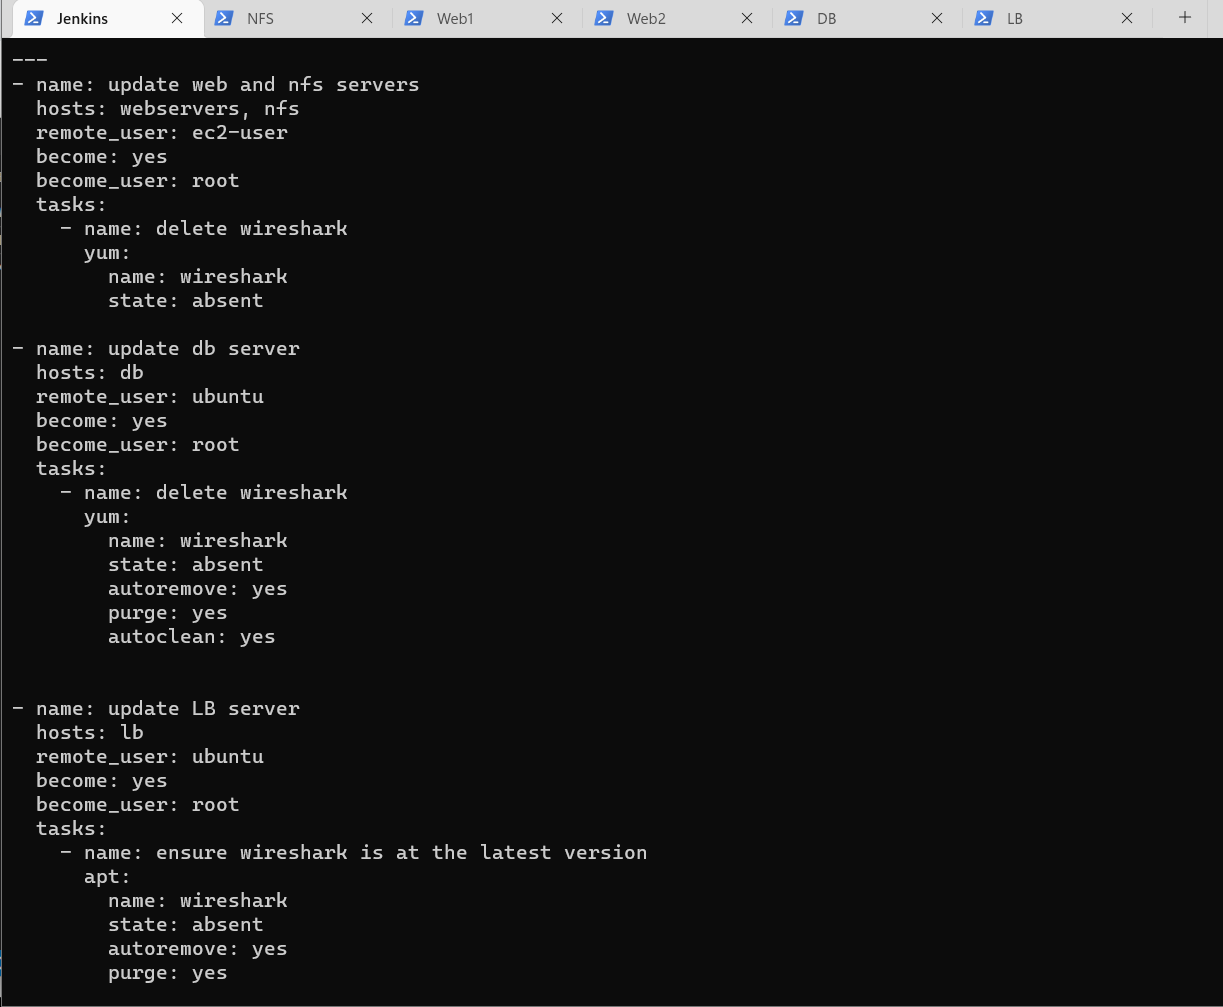 Jenkins NFS Web1 Web2 DB LB
---
- name: update web and nfs servers
  hosts: webservers, nfs
  remote_user: ec2-user
  become: yes
  become_user: root
  tasks:
    - name: delete wireshark
      yum:
        name: wireshark
        state: absent

- name: update db server
  hosts: db
  remote_user: ubuntu
  become: yes
  become_user: root
  tasks:
    - name: delete wireshark
      yum:
        name: wireshark
        state: absent
        autoremove: yes
        purge: yes
        autoclean: yes


- name: update LB server
  hosts: lb
  remote_user: ubuntu
  become: yes
  become_user: root
  tasks:
    - name: ensure wireshark is at the latest version
      apt:
        name: wireshark
        state: absent
        autoremove: yes
        purge: yes